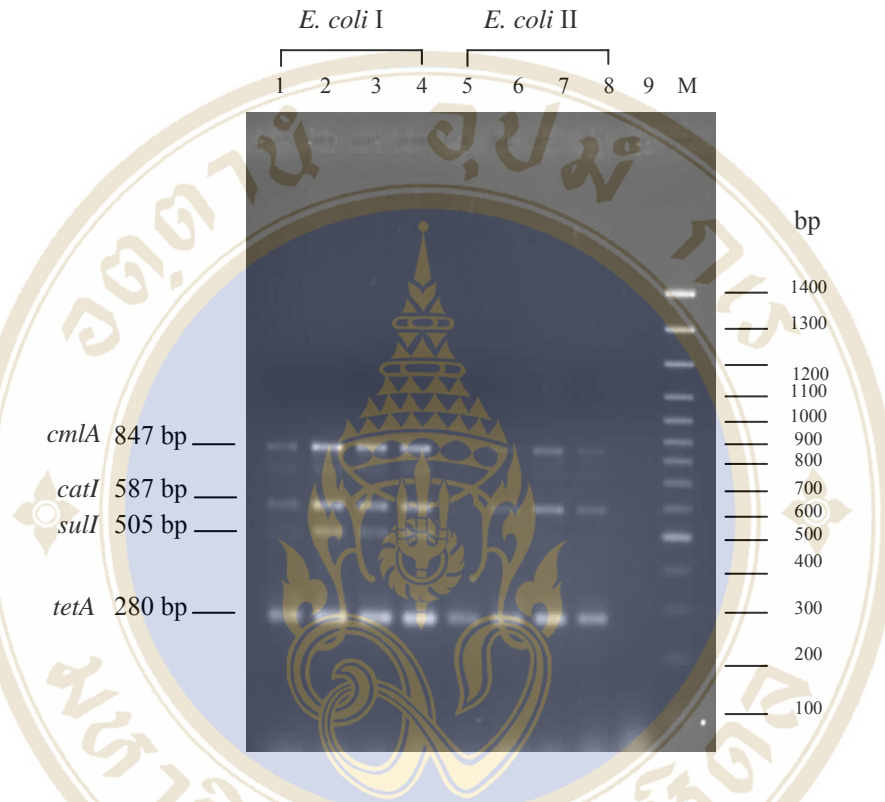 E. coli I E. coli II
1 2 3 4 5 6 7 8 9 M
bp
1400
1300
1200
1100
1000
cmlA 847 bp 900
800
catI 587 bp 700
600
sulI 505 bp 500
400
tetA 280 bp 300
200
100